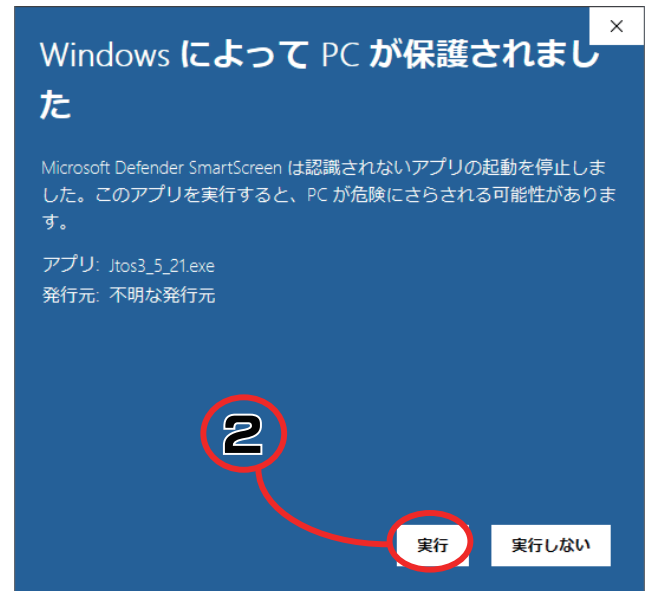 ×
Windows によって PC が保護されまし
た
Microsoft Defender SmartScreen は認識されないアプリの起動を停止しま
した。このアプリを実行すると、PC が危険にさらされる可能性がありま
す。
アプリ: Jtos3_5_21.exe
発行元: 不明な発行元
2
実行 実行しない